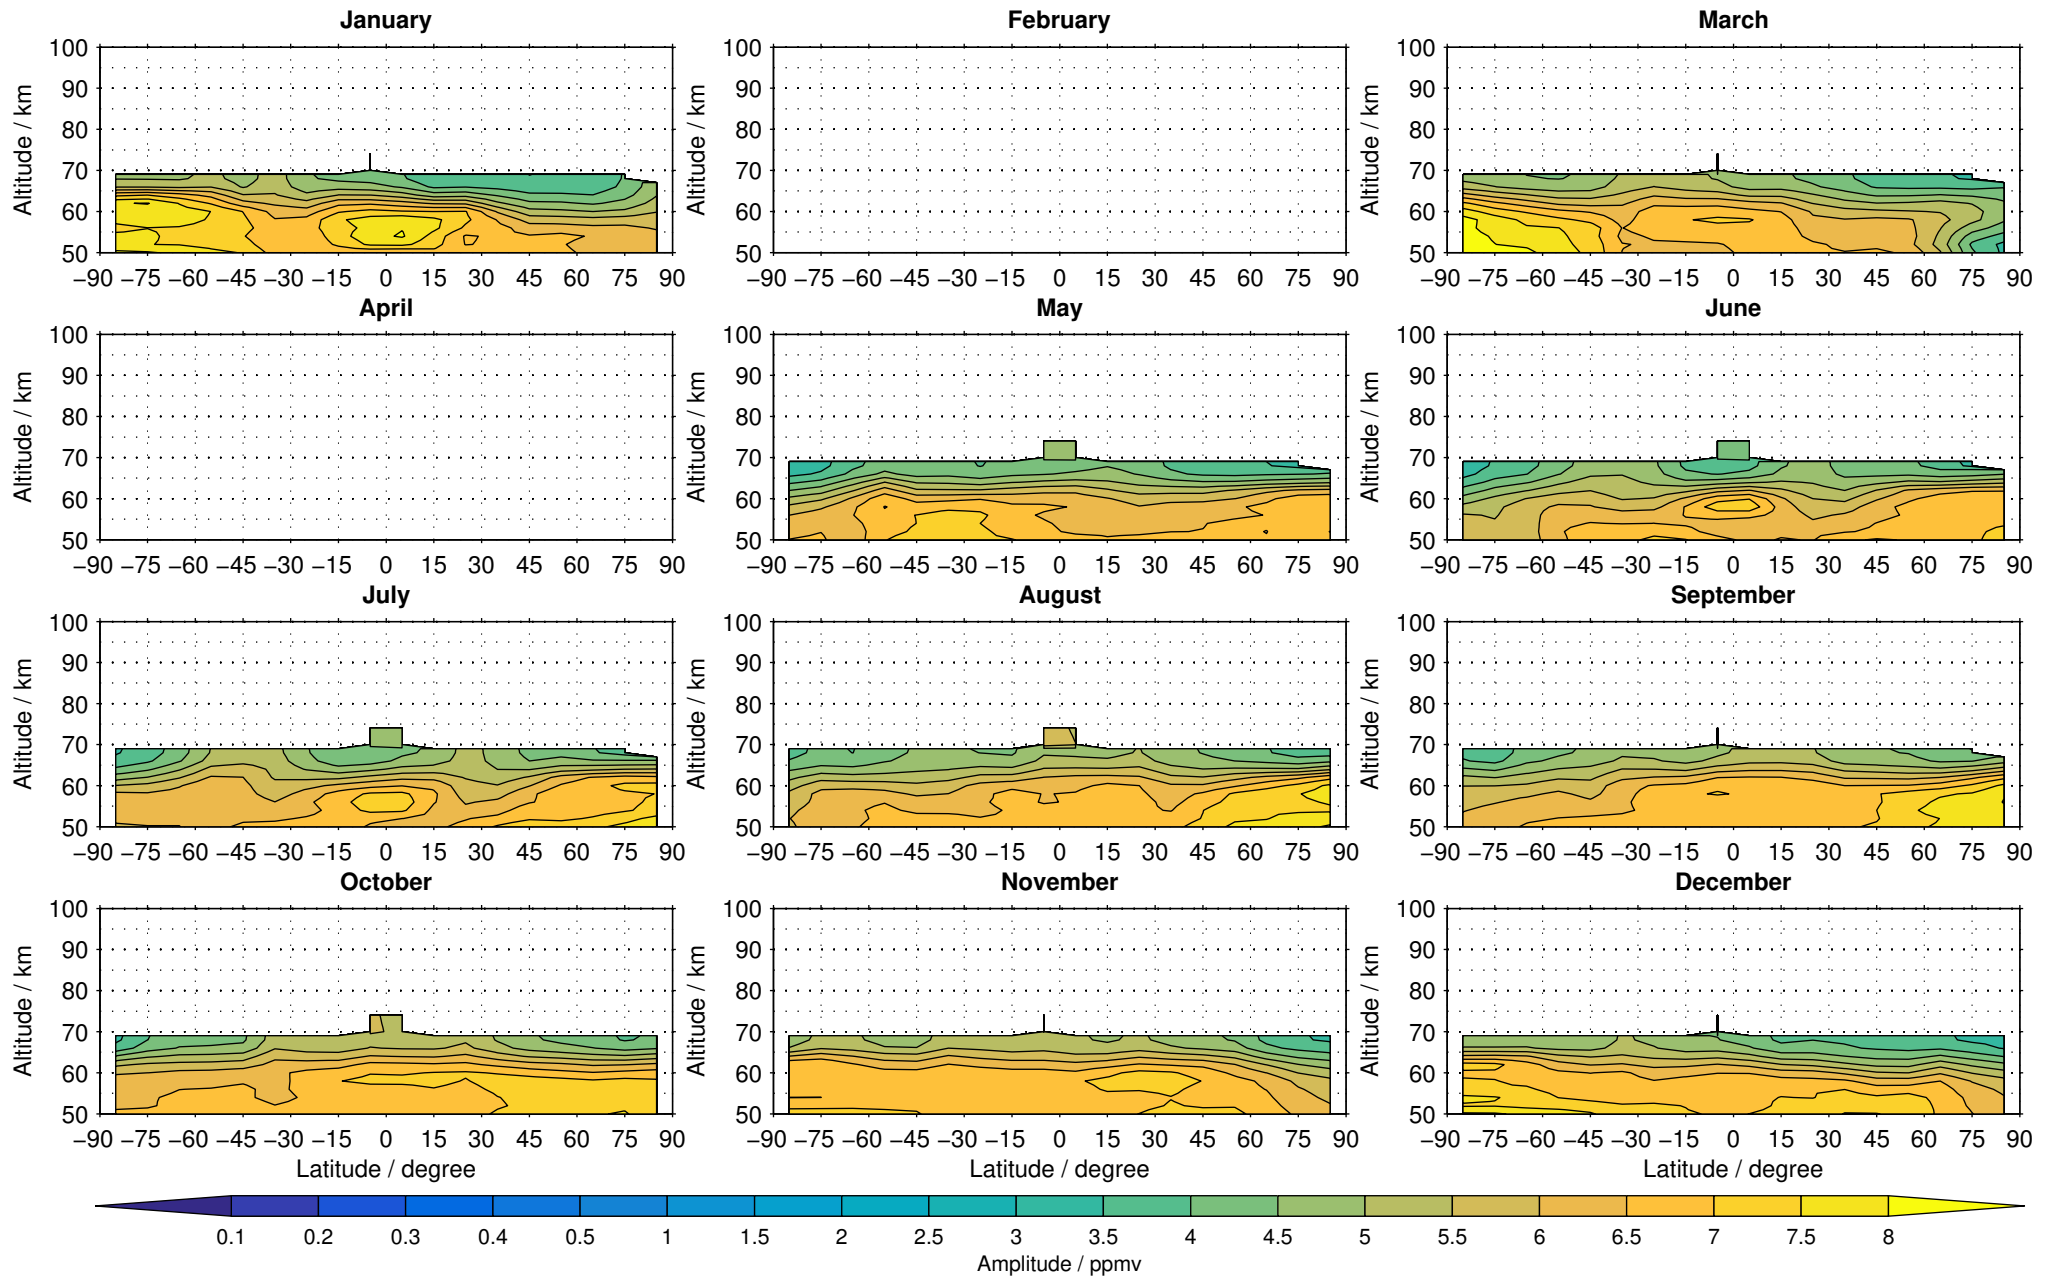 January February March
100 100 100
90 90 90
80 80 80
70 70 70
60 60 60
50 50 50
Altitude / km Altitude / km Altitude / km
−90 −75 −60 −45 −30 −15 0 15 30 45 60 75 90 −90 −75 −60 −45 −30 −15 0 15 30 45 60 75 90 −90 −75 −60 −45 −30 −15 0 15 30 45 60 75 90
April May June
100 100 100
90 90 90
80 80 80
70 70 70
60 60 60
50 50 50
Altitude / km Altitude / km Altitude / km
−90 −75 −60 −45 −30 −15 0 15 30 45 60 75 90 −90 −75 −60 −45 −30 −15 0 15 30 45 60 75 90 −90 −75 −60 −45 −30 −15 0 15 30 45 60 75 90
July August September
100 100 100
90 90 90
80 80 80
70 70 70
60 60 60
50 50 50
Altitude / km Altitude / km Altitude / km
−90 −75 −60 −45 −30 −15 0 15 30 45 60 75 90 −90 −75 −60 −45 −30 −15 0 15 30 45 60 75 90 −90 −75 −60 −45 −30 −15 0 15 30 45 60 75 90
October November December
100 100 100
90 90 90
80 80 80
70 70 70
60 60 60
50 50 50
Altitude / km Altitude / km Altitude / km
−90 −75 −60 −45 −30 −15 0 15 30 45 60 75 90 −90 −75 −60 −45 −30 −15 0 15 30 45 60 75 90 −90 −75 −60 −45 −30 −15 0 15 30 45 60 75 90
Latitude / degree Latitude / degree Latitude / degree
0.1 0.2 0.3 0.4 0.5 1 1.5 2 2.5 3 3.5 4 4.5 5 5.5 6 6.5 7 7.5 8
Amplitude / ppmv